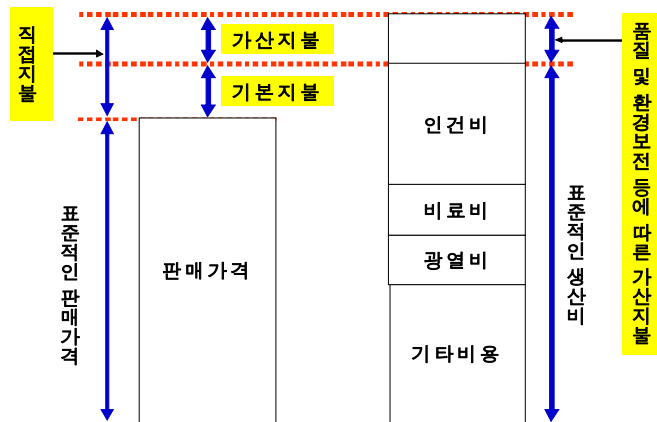 직접지불
가산지불
기본지불
표준적인 판매가격
판매가격
인건비
비료비
광열비
기타비용
표준적인 생산비
품질 및 환경보전 등에 따른 가산지불